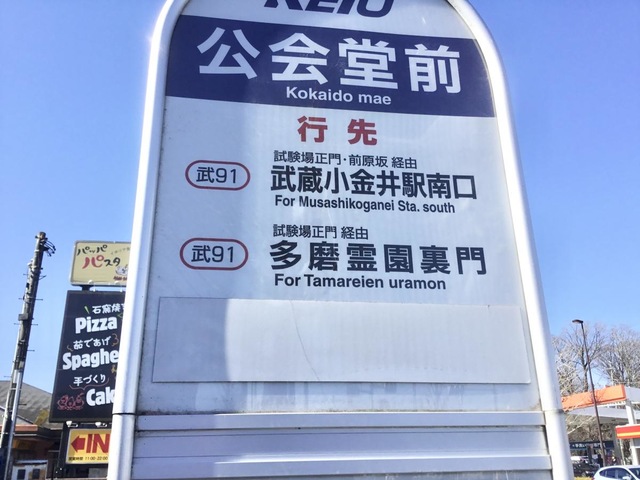 KEIO
公会堂前
Kokaido mae
行先
試験場正門・前原坂 経由
武91
武蔵小金井駅南口
For Musashikoganei Sta. south
試験場正門 経由
武91
多磨霊園裏門
For Tamareien uramon
パッパ
パスタ
石窯焼
Pizza
茹であげ
Spaghe
手づくり
Cak
IN